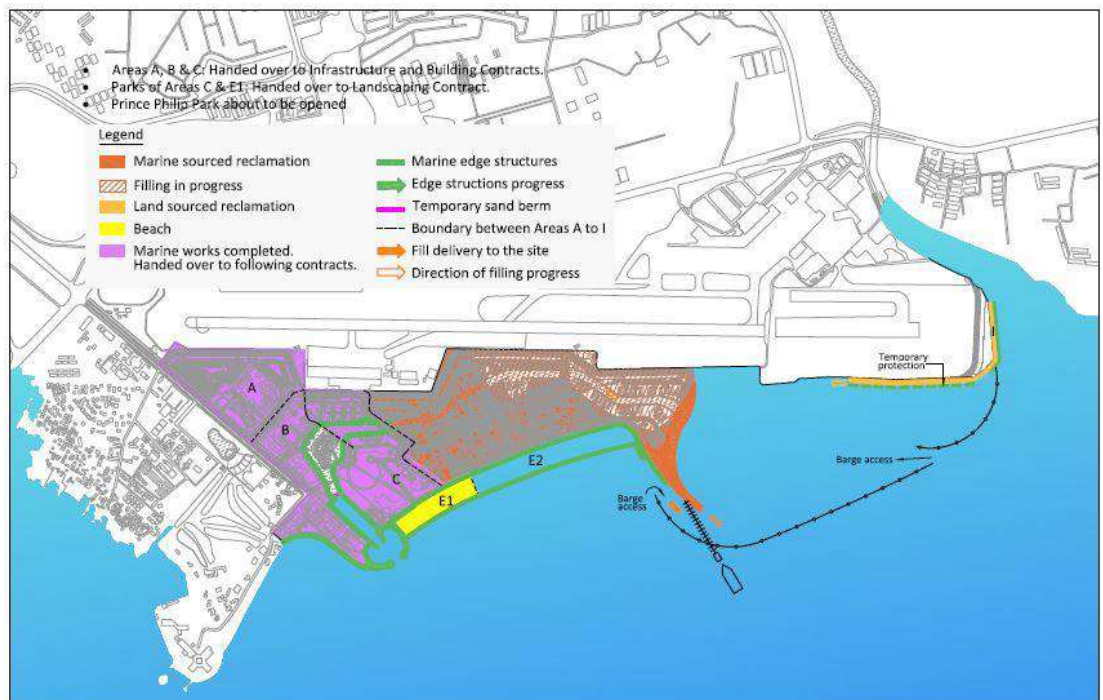 Areas A, B & C: Handed over to Infrastructure and Building Contracts.
Parks of Areas C & E1: Handed over to Landscaping Contract.
Prince Philip Park about to be opened
Legend
Marine sourced reclamation
Filling in progress
Land sourced reclamation
Beach
Marine works completed.
Handed over to following contracts.
Marine edge structures
Edge structions progress
Temporary sand berm
Boundary between Areas A to I
Fill delivery to the site
Direction of filling progress
Temporary
protection
A
B
C
E2
E1
Barge access
Barge
access